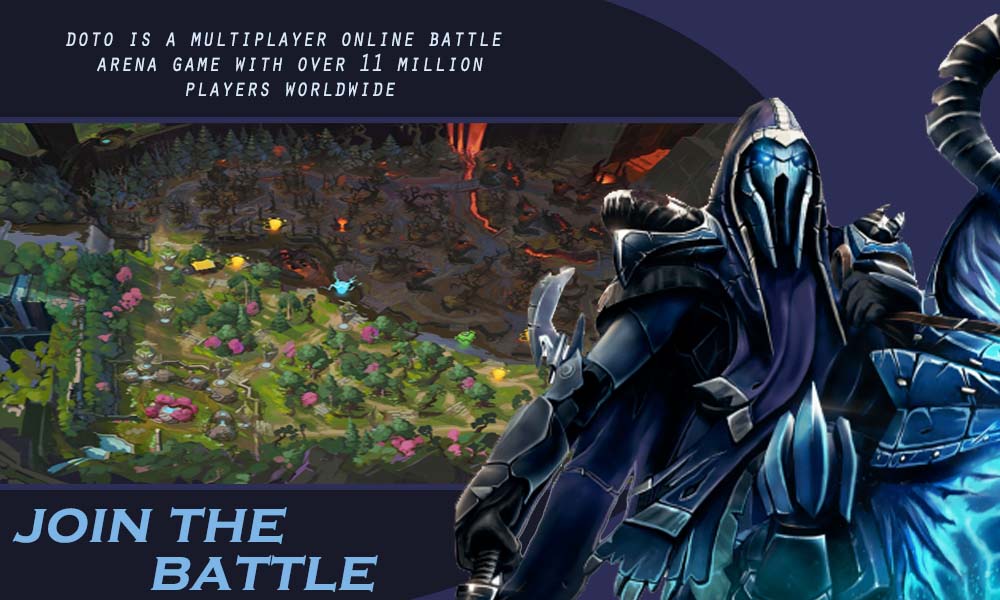 DOTO IS A MULTIPLAYER ONLINE BATTLE
ARENA GAME WITH OVER 11 MILLION
PLAYERS WORLDWIDE
JOIN THE
BATTLE